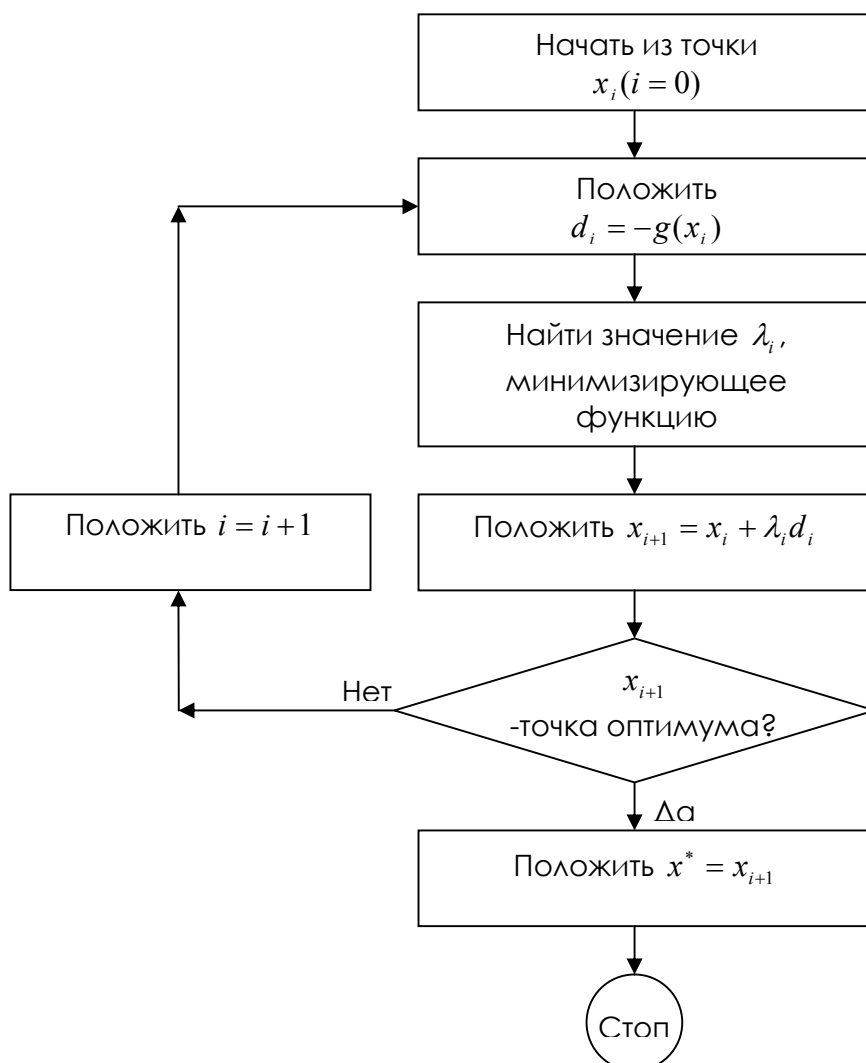 Начать из точки
x_i(i = 0)
Положить
d_i = −g(x_i)
Найти значение λ_i,
минимизирующее
функцию
Положить i = i + 1
Положить x_{i+1} = x_i + λ_i d_i
Нет
x_{i+1}
-точка оптимума?
Да
Положить x^* = x_{i+1}
Стоп